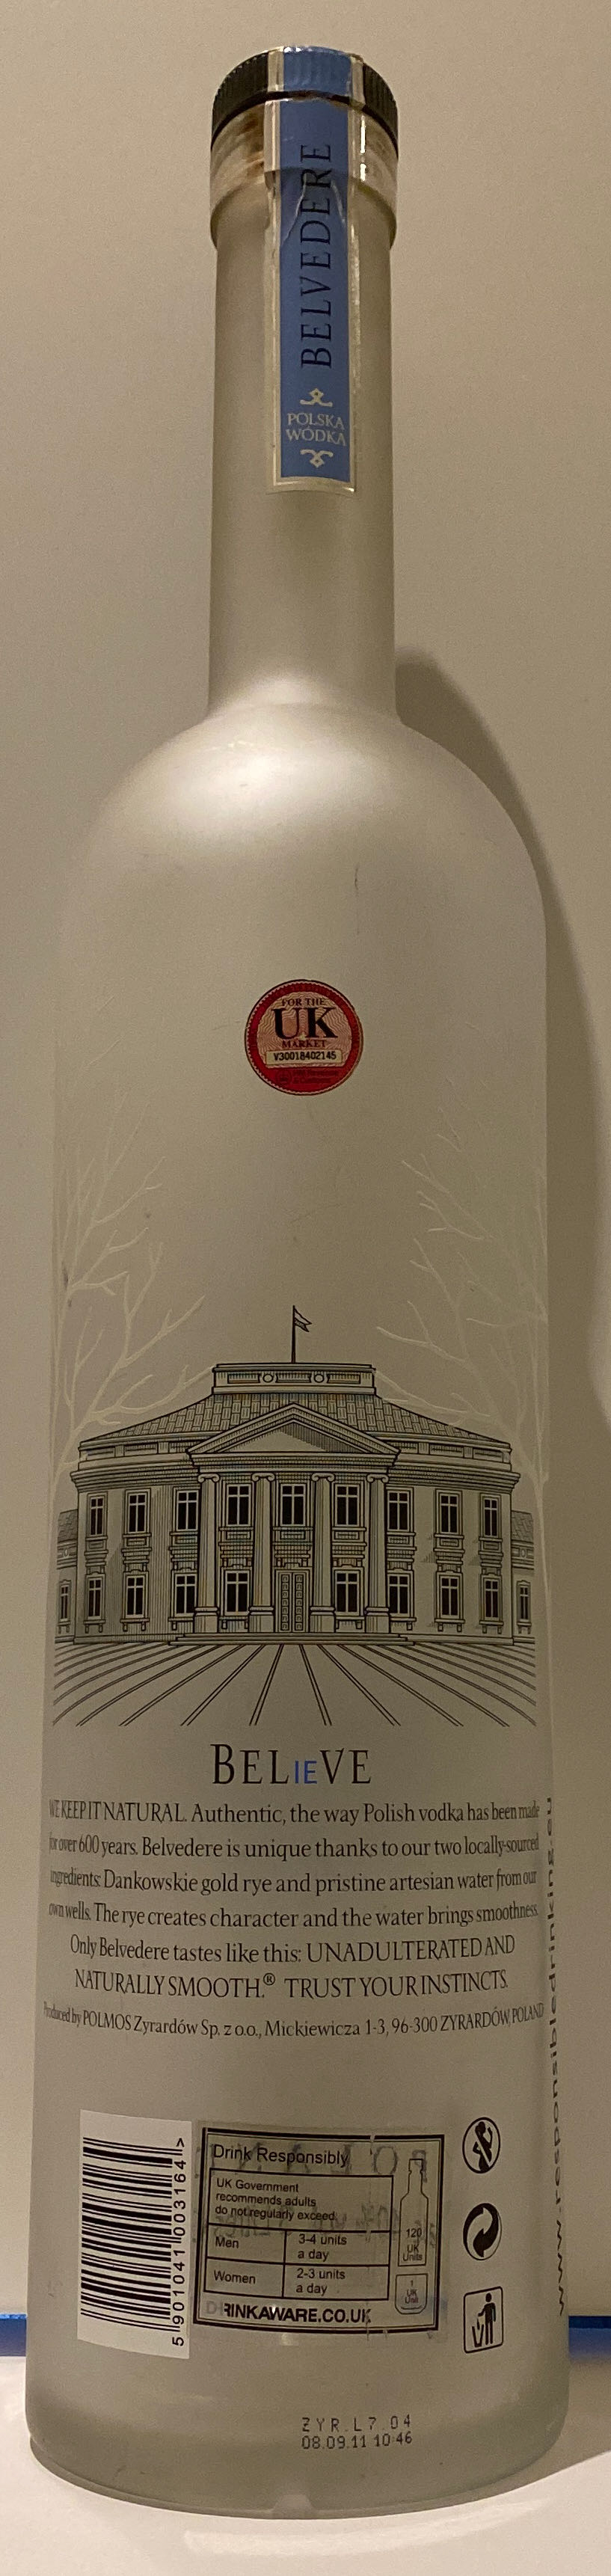 BELVEDERE
POLSKA
WÓDKA
FOR THE
UK
MARKET
V30018402145
BELIEVE
WE KEEP IT NATURAL. Authentic, the way Polish vodka has been made
for over 600 years. Belvedere is unique thanks to our two locally-sourced
ingredients: Dankowskie gold rye and pristine artesian water from our
own wells. The rye creates character and the water brings smoothness.
Only Belvedere tastes like this: UNADULTERATED AND
NATURALLY SMOOTH.® TRUST YOUR INSTINCTS.
Produced by POLMOS Zyrardów Sp. z o.o., Mickiewicza 1-3, 96-300 ZYRARDÓW, POLAND
www.responsibledrinking.eu
5 901041 003164 >
Drink Responsibly
UK Government
recommends adults
do not regularly exceed
Men 3-4 units
a day
Women 2-3 units
a day
DRINKAWARE.CO.UK
120
UK
Units
1
UK
Unit
ZYR.L7.04
08.09.11 10:46